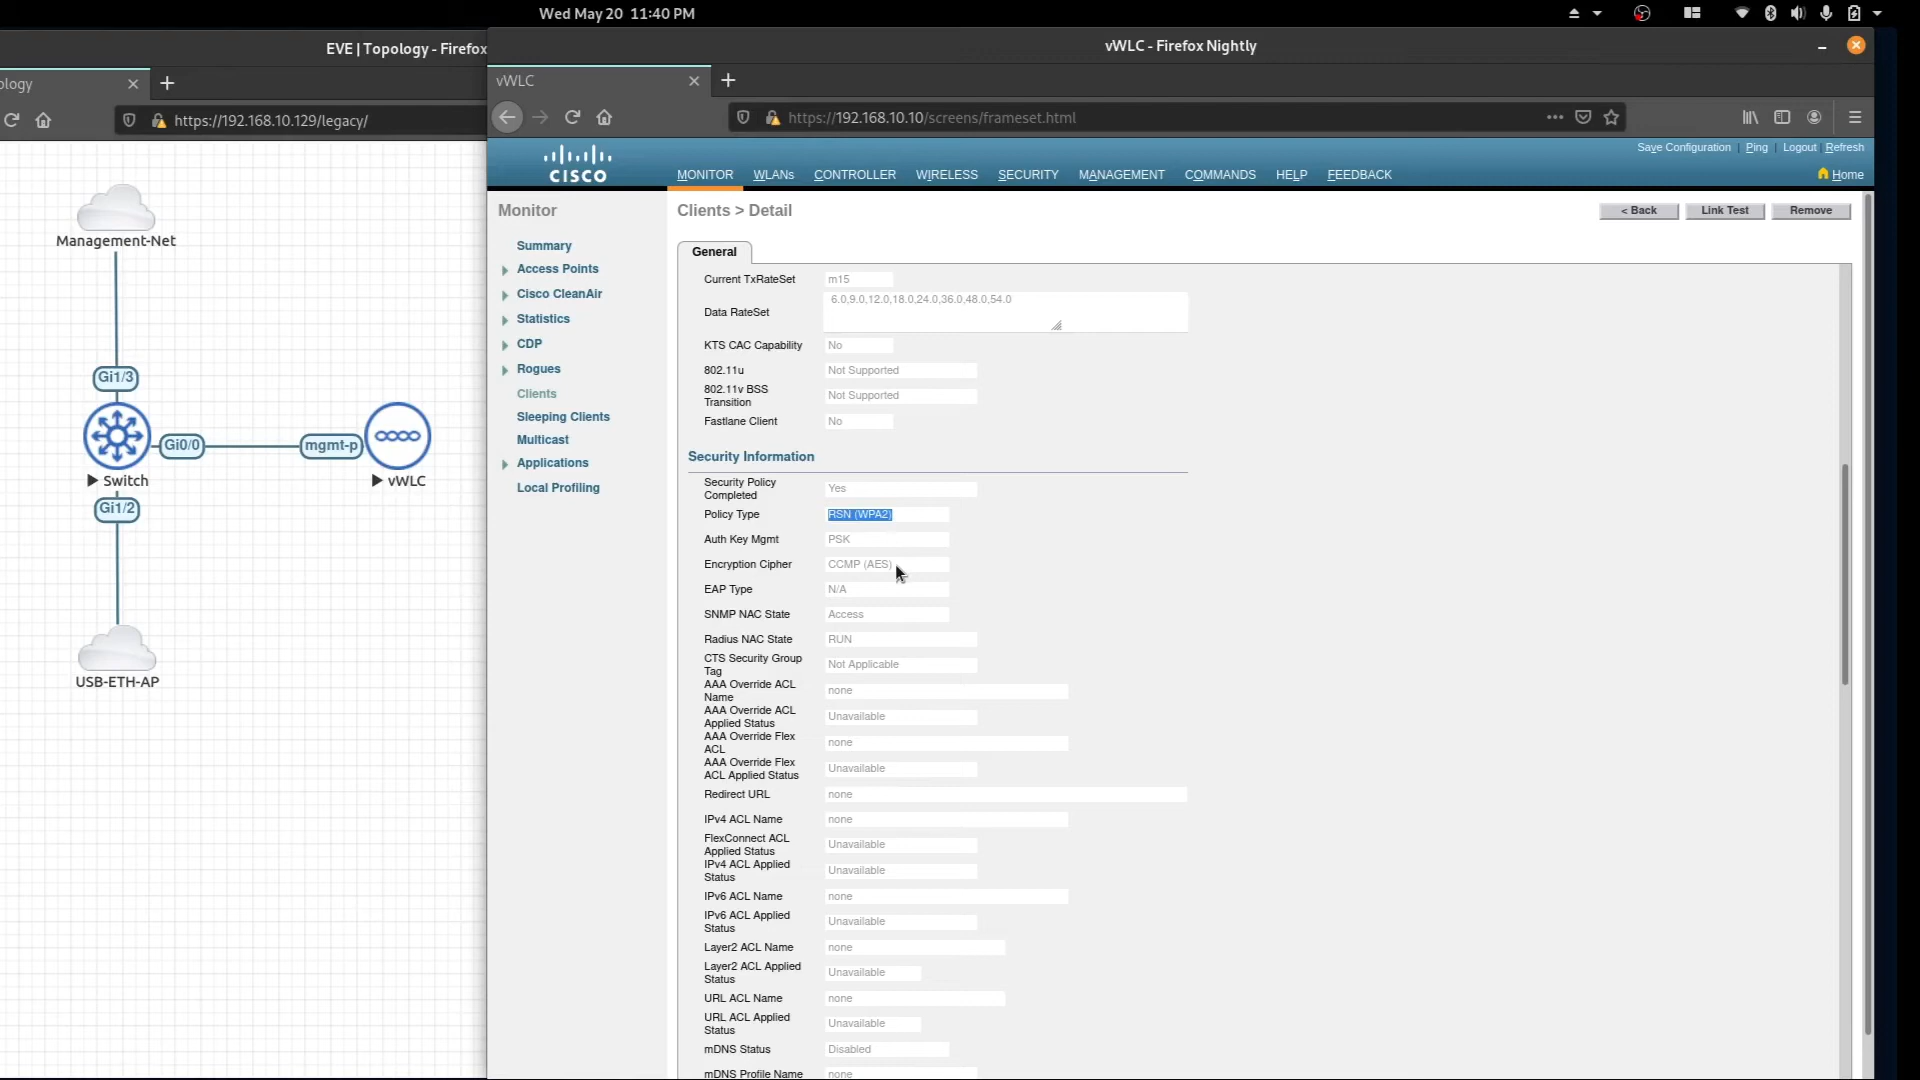 Wed May 20 11:40 PM
EVE | Topology - Firefox
ology
https://192.168.10.129/legacy/
Management-Net
Gi1/3
Gi0/0
mgmt-p
Switch
vWLC
Gi1/2
USB-ETH-AP
vWLC - Firefox Nightly
vWLC
https://192.168.10.10/screens/frameset.html
Save Configuration | Ping | Logout | Refresh
CISCO
MONITOR WLANs CONTROLLER WIRELESS SECURITY MANAGEMENT COMMANDS HELP FEEDBACK
Home
Monitor
Summary
Access Points
Cisco CleanAir
Statistics
CDP
Rogues
Clients
Sleeping Clients
Multicast
Applications
Local Profiling
Clients > Detail
< Back
Link Test
Remove
General
Current TxRateSet m15
Data RateSet 6.0,9.0,12.0,18.0,24.0,36.0,48.0,54.0
KTS CAC Capability No
802.11u Not Supported
802.11v BSS
Transition Not Supported
Fastlane Client No
Security Information
Security Policy
Completed Yes
Policy Type RSN (WPA2)
Auth Key Mgmt PSK
Encryption Cipher CCMP (AES)
EAP Type N/A
SNMP NAC State Access
Radius NAC State RUN
CTS Security Group
Tag Not Applicable
AAA Override ACL
Name none
AAA Override ACL
Applied Status Unavailable
AAA Override Flex
ACL none
AAA Override Flex
ACL Applied Status Unavailable
Redirect URL none
IPv4 ACL Name none
FlexConnect ACL
Applied Status Unavailable
IPv4 ACL Applied
Status Unavailable
IPv6 ACL Name none
IPv6 ACL Applied
Status Unavailable
Layer2 ACL Name none
Layer2 ACL Applied
Status Unavailable
URL ACL Name none
URL ACL Applied
Status Unavailable
mDNS Status Disabled
mDNS Profile Name none